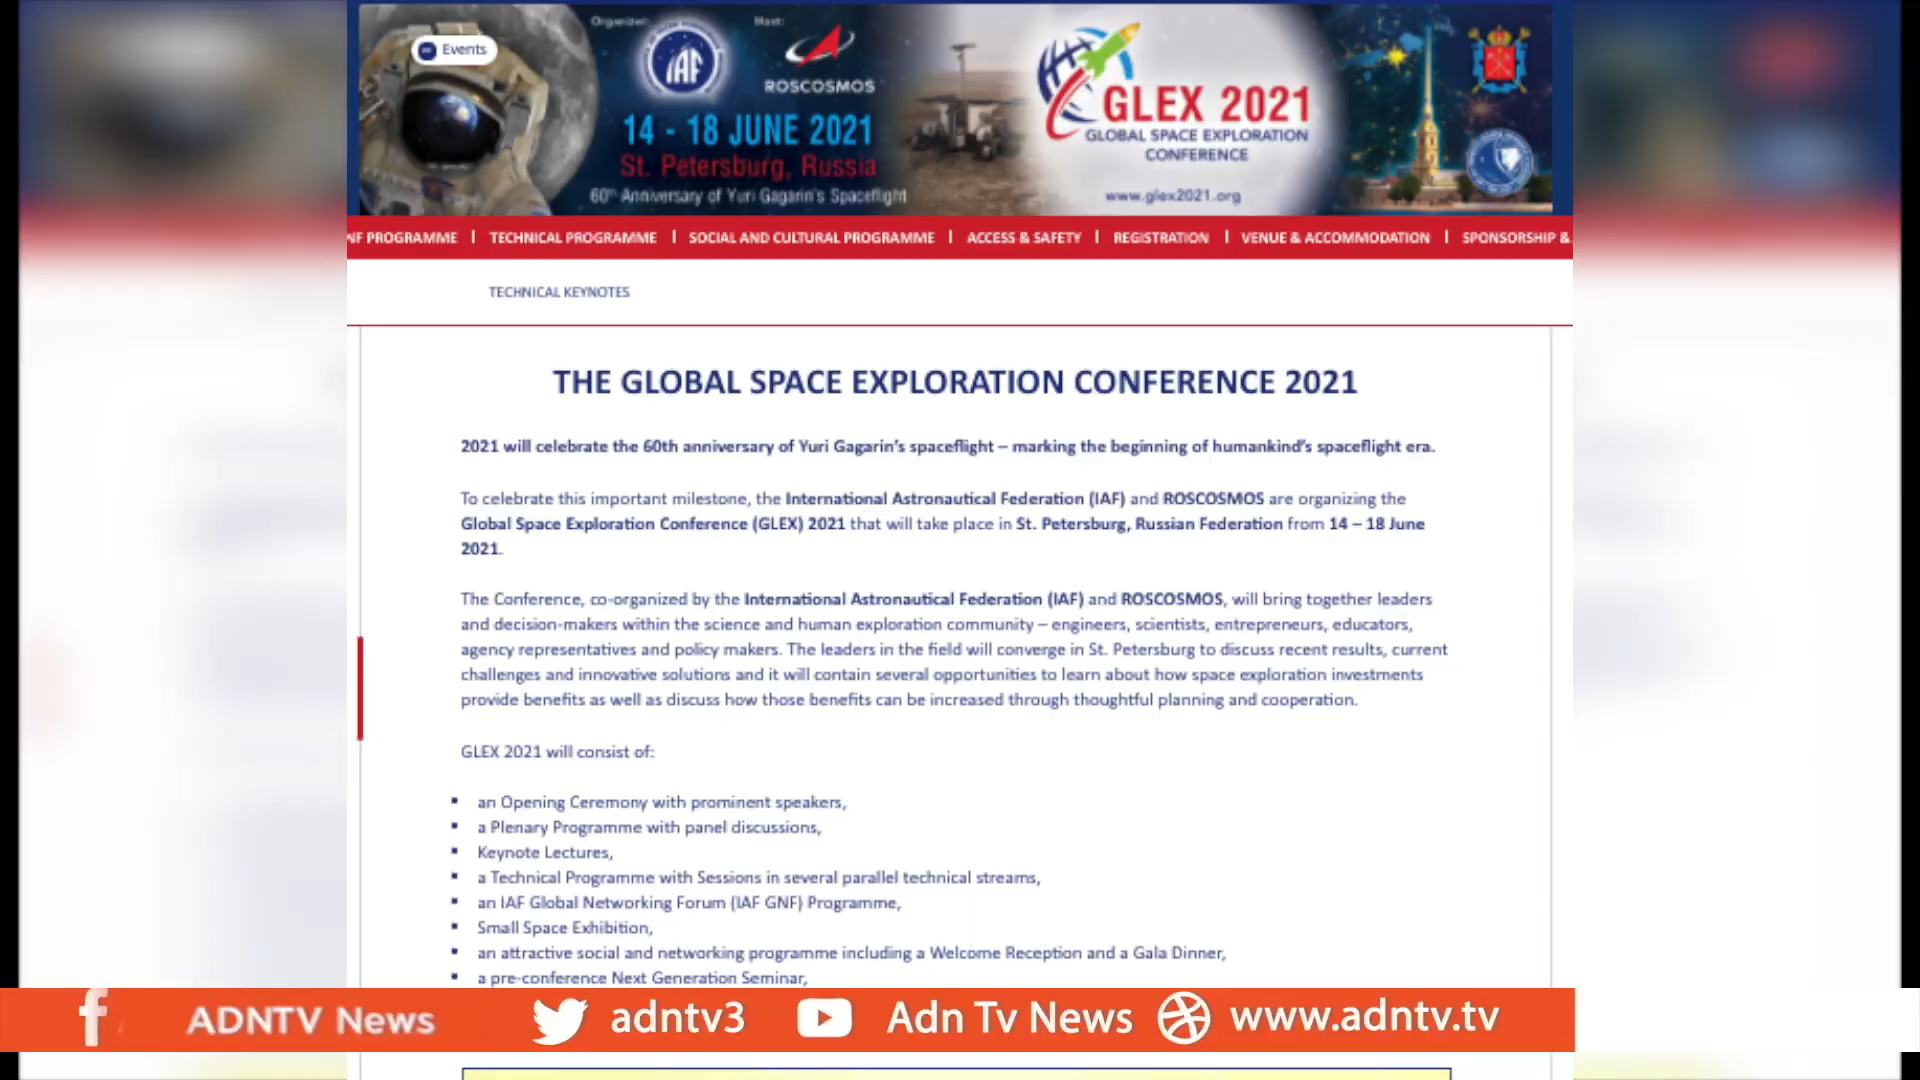 Organizer:
Host:
Events
IAF
ROSCOSMOS
14 - 18 JUNE 2021
St. Petersburg, Russia
60th Anniversary of Yuri Gagarin's Spaceflight
GLEX 2021
GLOBAL SPACE EXPLORATION
CONFERENCE
www.glex2021.org
NF PROGRAMME | TECHNICAL PROGRAMME | SOCIAL AND CULTURAL PROGRAMME | ACCESS & SAFETY | REGISTRATION | VENUE & ACCOMMODATION | SPONSORSHIP &
TECHNICAL KEYNOTES
THE GLOBAL SPACE EXPLORATION CONFERENCE 2021
2021 will celebrate the 60th anniversary of Yuri Gagarin's spaceflight – marking the beginning of humankind's spaceflight era.
To celebrate this important milestone, the International Astronautical Federation (IAF) and ROSCOSMOS are organizing the
Global Space Exploration Conference (GLEX) 2021 that will take place in St. Petersburg, Russian Federation from 14 – 18 June
2021.
The Conference, co-organized by the International Astronautical Federation (IAF) and ROSCOSMOS, will bring together leaders
and decision-makers within the science and human exploration community – engineers, scientists, entrepreneurs, educators,
agency representatives and policy makers. The leaders in the field will converge in St. Petersburg to discuss recent results, current
challenges and innovative solutions and it will contain several opportunities to learn about how space exploration investments
provide benefits as well as discuss how those benefits can be increased through thoughtful planning and cooperation.
GLEX 2021 will consist of:
▪ an Opening Ceremony with prominent speakers,
▪ a Plenary Programme with panel discussions,
▪ Keynote Lectures,
▪ a Technical Programme with Sessions in several parallel technical streams,
▪ an IAF Global Networking Forum (IAF GNF) Programme,
▪ Small Space Exhibition,
▪ an attractive social and networking programme including a Welcome Reception and a Gala Dinner,
▪ a pre-conference Next Generation Seminar,
ADNTV News adntv3 Adn Tv News www.adntv.tv